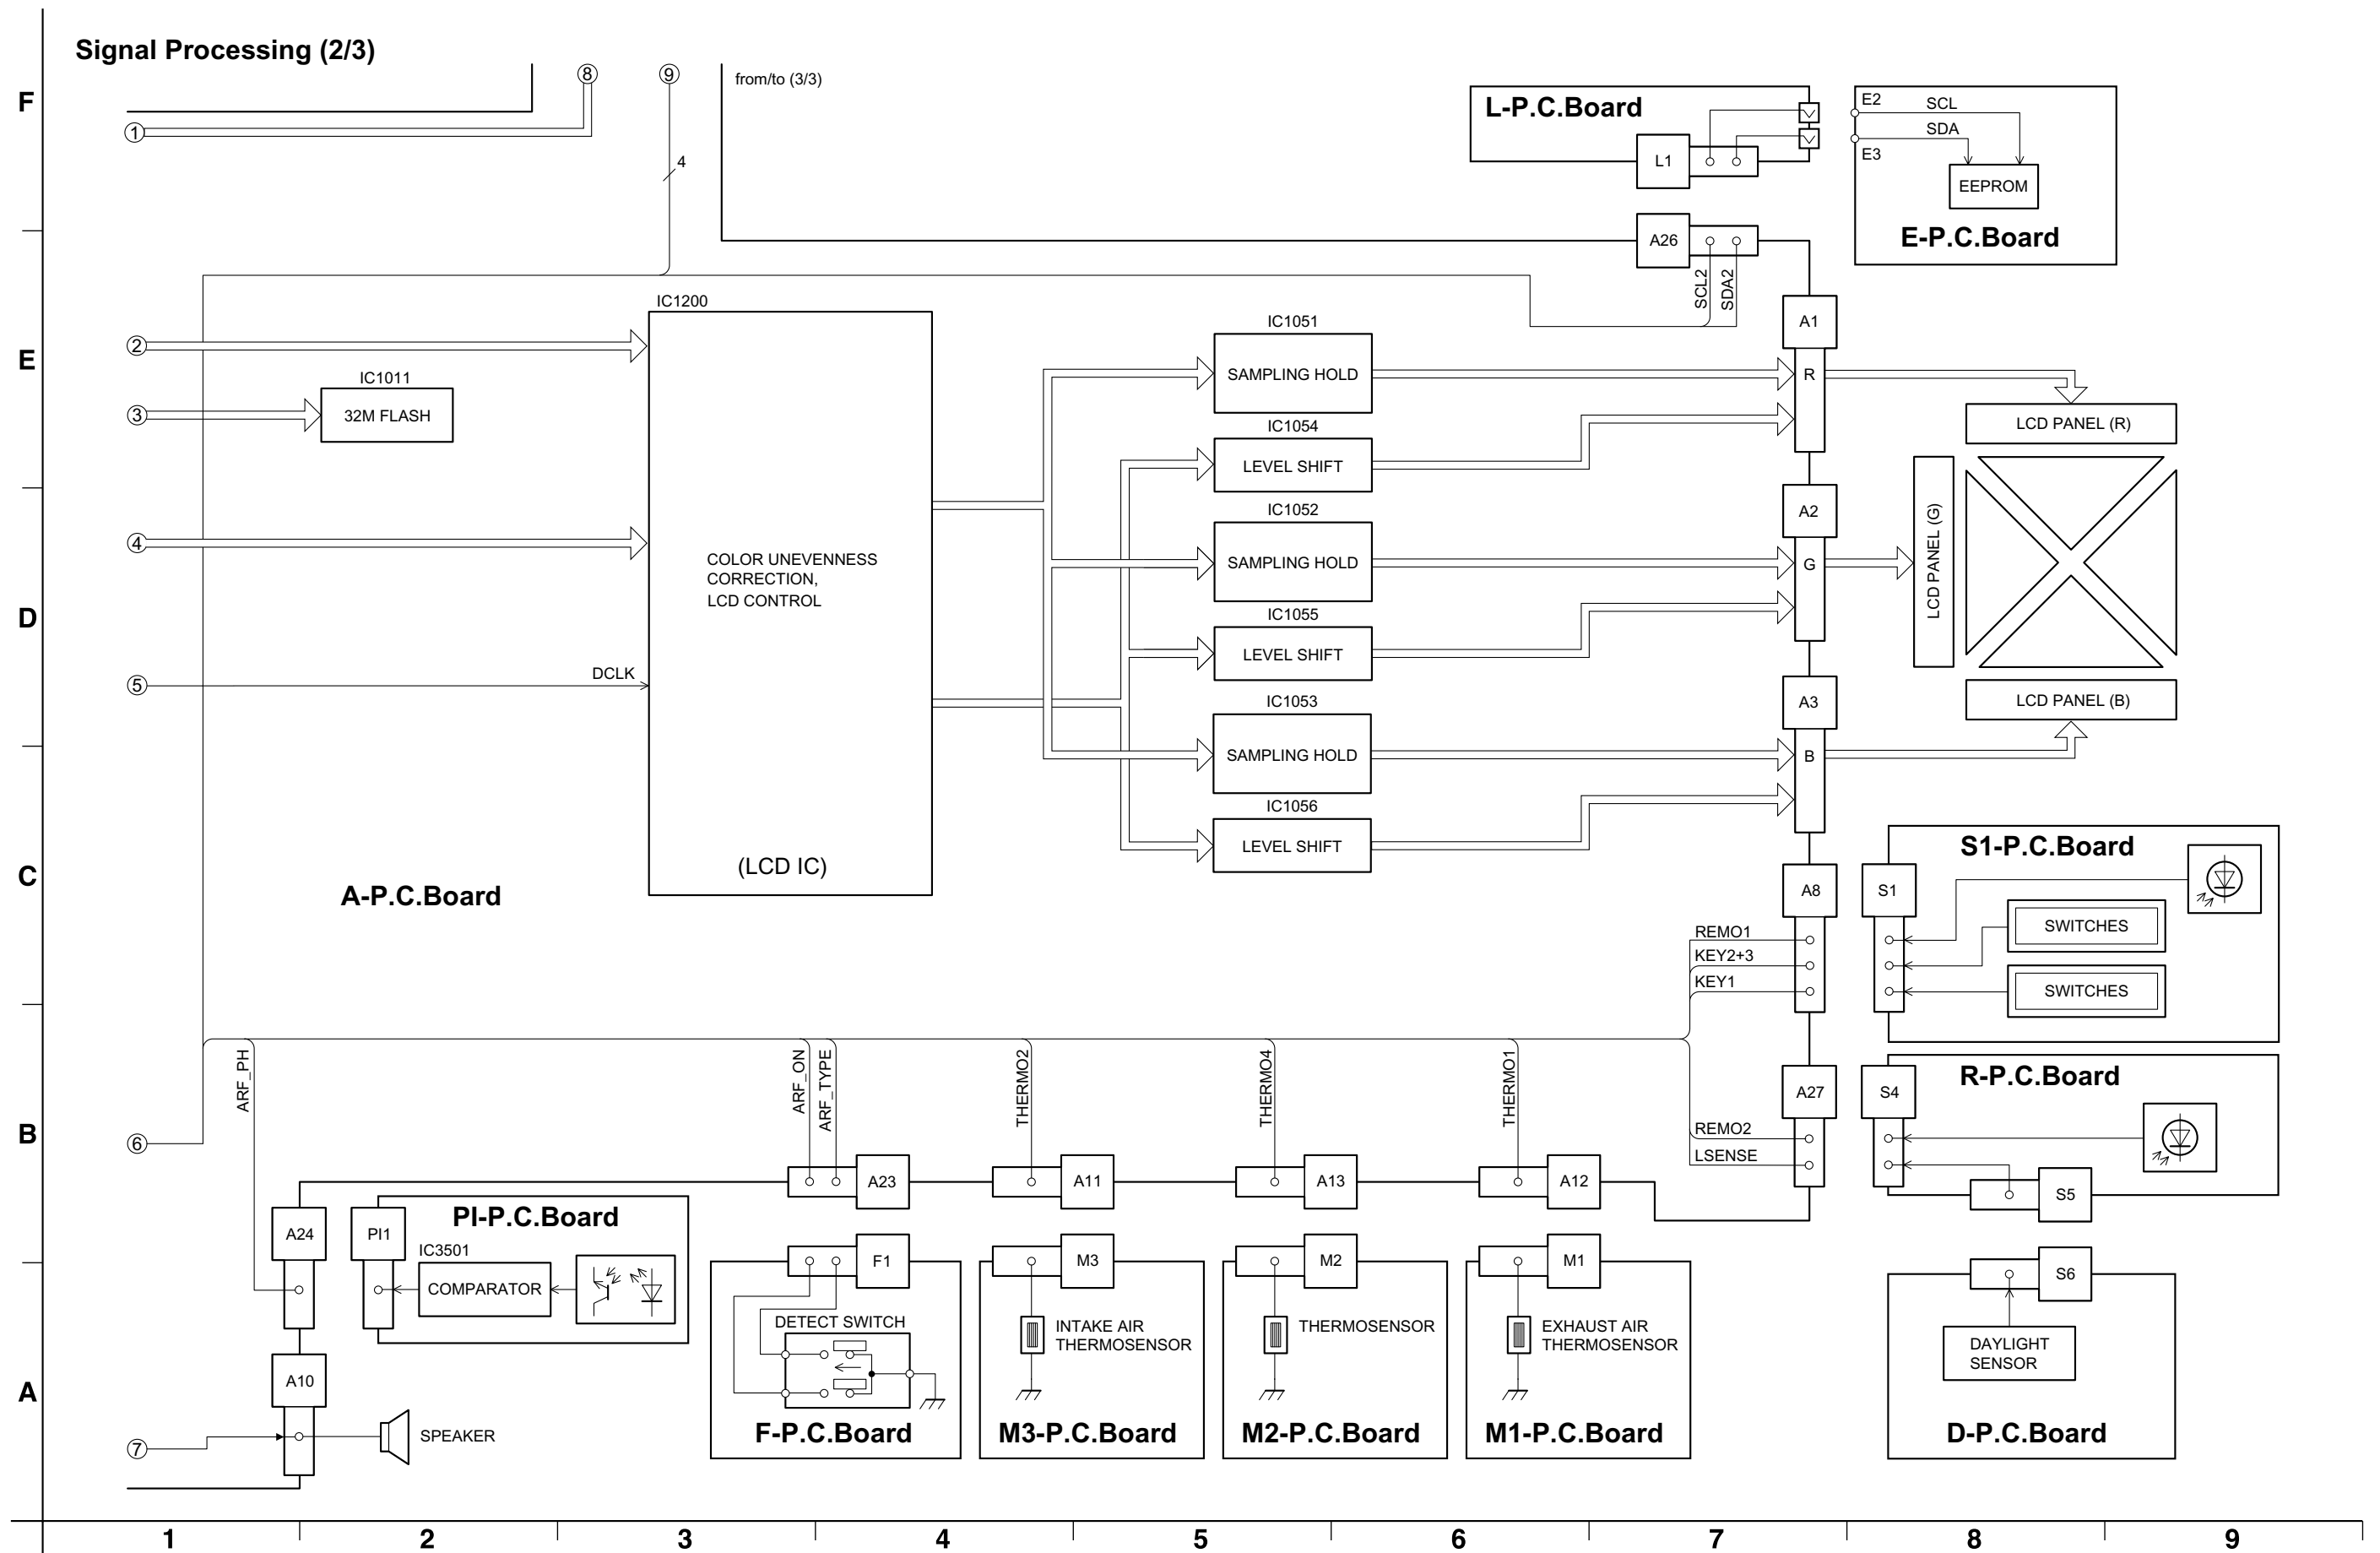 Signal Processing (2/3)
8
9
from/to (3/3)
1
4
F
L-P.C.Board
L1
E2
SCL
SDA
E3
EEPROM
E-P.C.Board
A26
SCL2
SDA2
A1
IC1200
IC1051
2
SAMPLING HOLD
R
E
IC1011
3
32M FLASH
LCD PANEL (R)
IC1054
LEVEL SHIFT
A2
IC1052
4
COLOR UNEVENNESS
CORRECTION,
LCD CONTROL
SAMPLING HOLD
G
LCD PANEL (G)
D
IC1055
LEVEL SHIFT
5
DCLK
A3
IC1053
LCD PANEL (B)
SAMPLING HOLD
B
IC1056
LEVEL SHIFT
(LCD IC)
C
A-P.C.Board
S1-P.C.Board
A8
S1
REMO1
KEY2+3
KEY1
SWITCHES
SWITCHES
ARF_PH
ARF_ON
ARF_TYPE
THERMO2
THERMO4
THERMO1
R-P.C.Board
A27
S4
B
6
REMO2
LSENSE
A23
A11
A13
A12
S5
A24
PI1
PI-P.C.Board
IC3501
COMPARATOR
F1
M3
M2
M1
S6
DETECT SWITCH
INTAKE AIR
THERMOSENSOR
THERMOSENSOR
EXHAUST AIR
THERMOSENSOR
DAYLIGHT
SENSOR
A
A10
7
SPEAKER
F-P.C.Board
M3-P.C.Board
M2-P.C.Board
M1-P.C.Board
D-P.C.Board
1
2
3
4
5
6
7
8
9